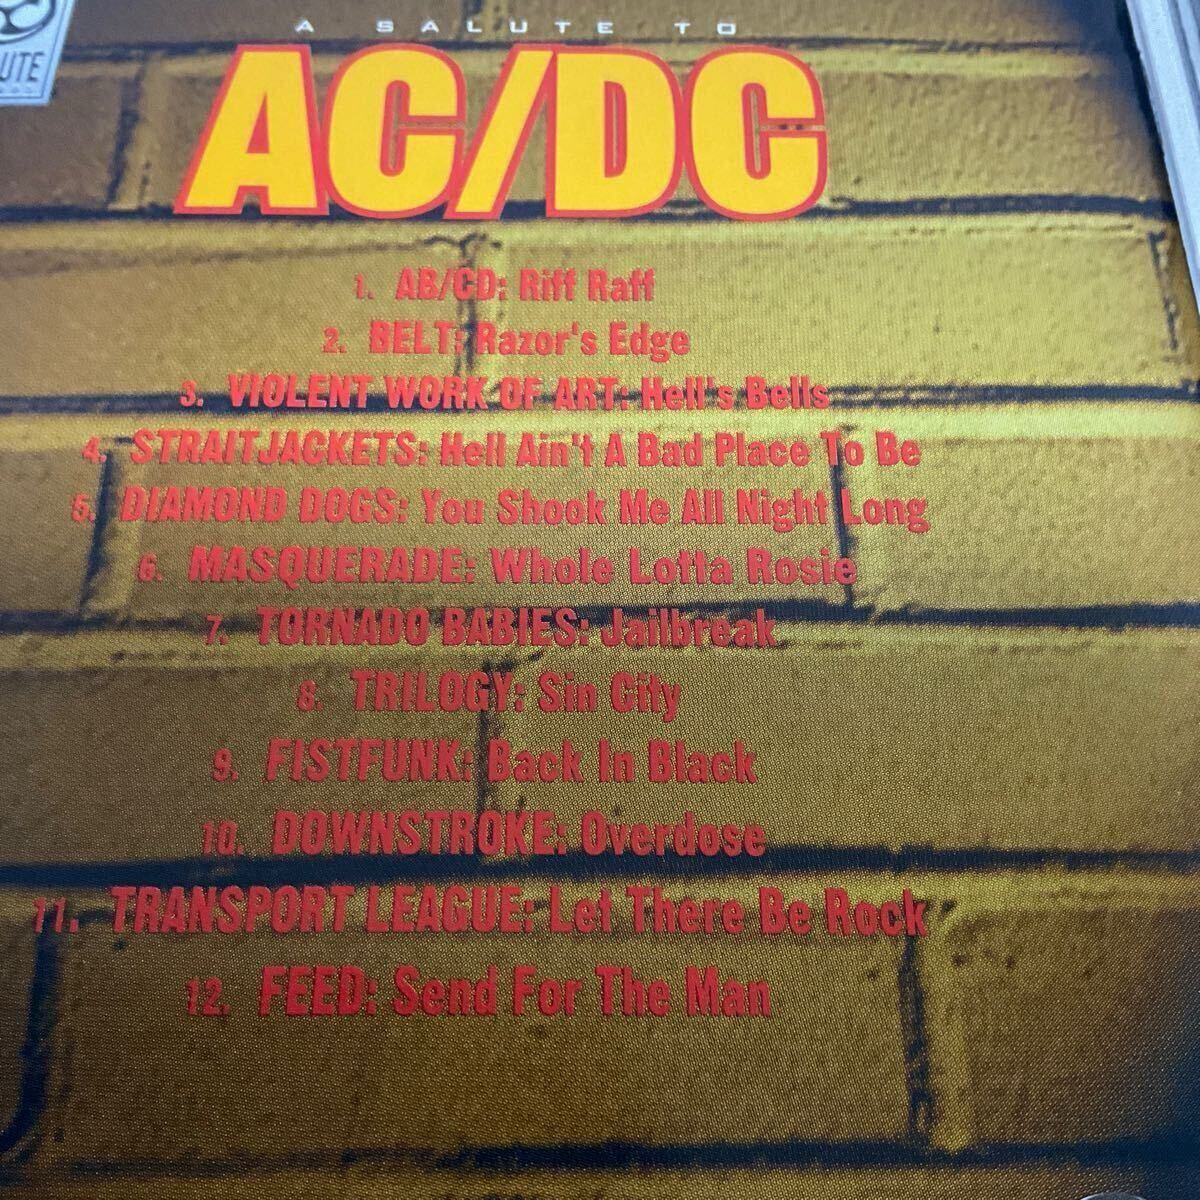 UTE
A SALUTE TO
AC/DC
1. AB/CD: Riff Raff
2. BELT: Razor's Edge
3. VIOLENT WORK OF ART: Hell's Bells
4. STRAITJACKETS: Hell Ain't A Bad Place To Be
5. DIAMOND DOGS: You Shook Me All Night Long
6. MASQUERADE: Whole Lotta Rosie
7. TORNADO BABIES: Jailbreak
8. TRILOGY: Sin City
9. FISTFUNK: Back In Black
10. DOWNSTROKE: Overdose
11. TRANSPORT LEAGUE: Let There Be Rock
12. FEED: Send For The Man